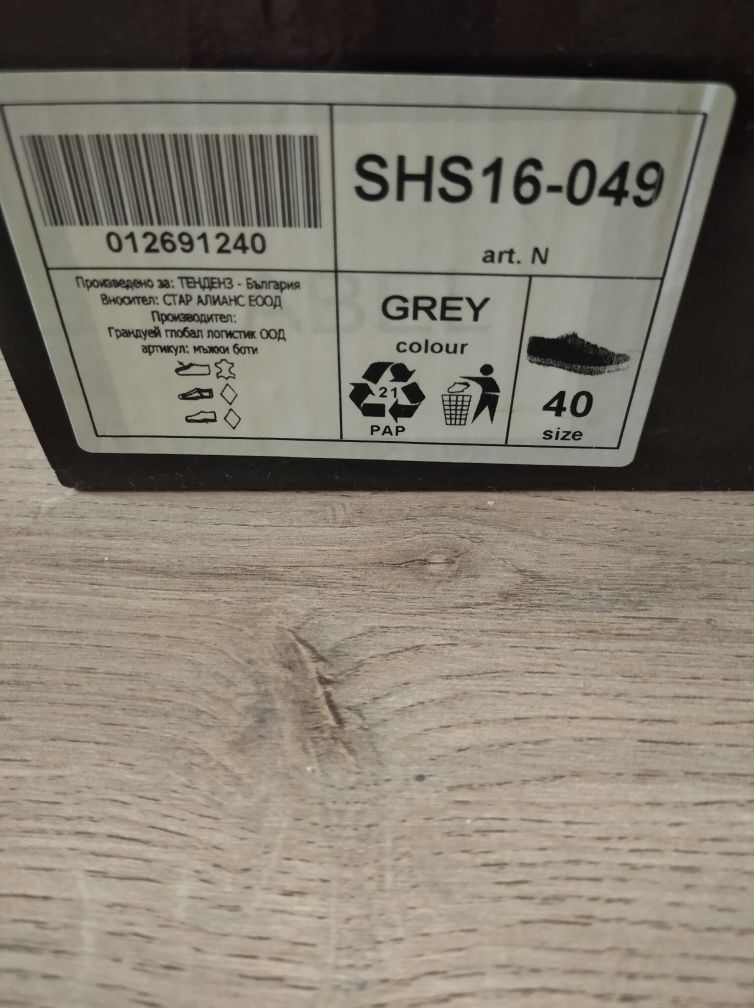 012691240
SHS16-049
art. N
Произведено за: ТЕНДЕНЗ - България
Вносител: СТАР АЛИАНС ЕООД
Производител:
Грандуей глобал логистик ООД
артикул: мъжки боти
GREY
colour
21
PAP
40
size